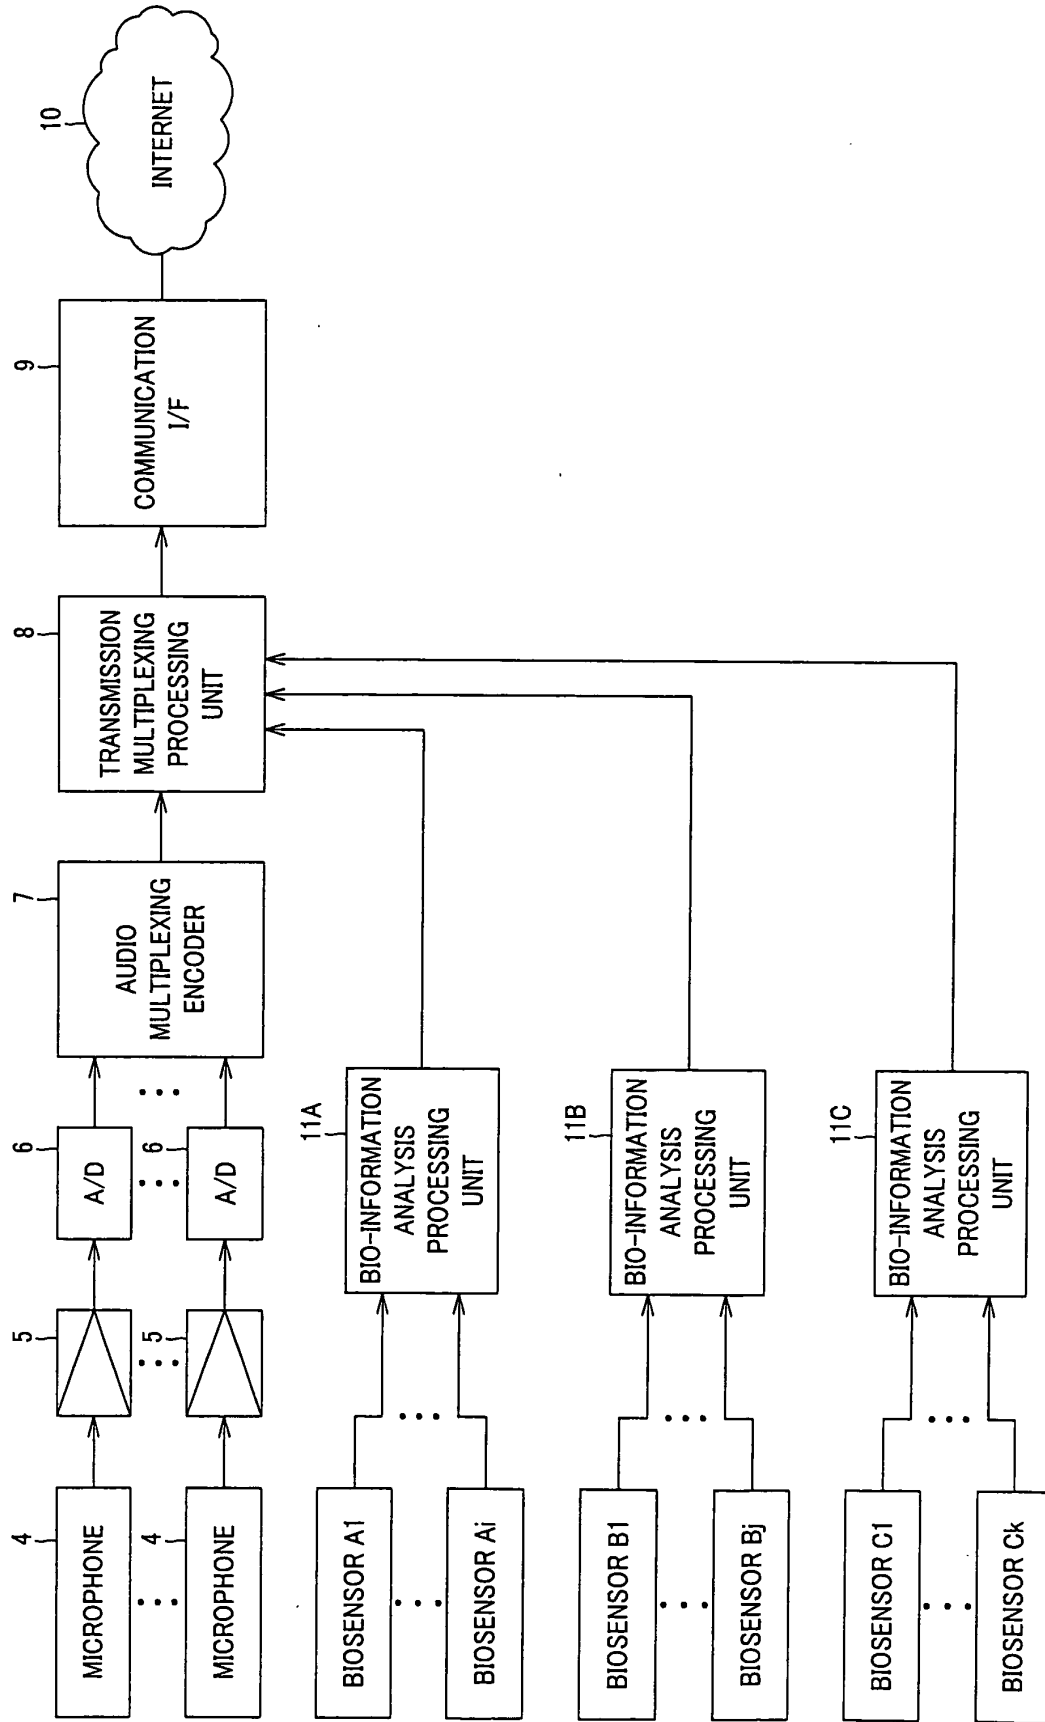 4
MICROPHONE
4
MICROPHONE
5
5
6
A/D
6
A/D
7
AUDIO
MULTIPLEXING
ENCODER
8
TRANSMISSION
MULTIPLEXING
PROCESSING
UNIT
9
COMMUNICATION
I/F
10
INTERNET
BIOSENSOR A1
BIOSENSOR Ai
11A
BIO-INFORMATION
ANALYSIS
PROCESSING
UNIT
BIOSENSOR B1
BIOSENSOR Bj
11B
BIO-INFORMATION
ANALYSIS
PROCESSING
UNIT
BIOSENSOR C1
BIOSENSOR Ck
11C
BIO-INFORMATION
ANALYSIS
PROCESSING
UNIT